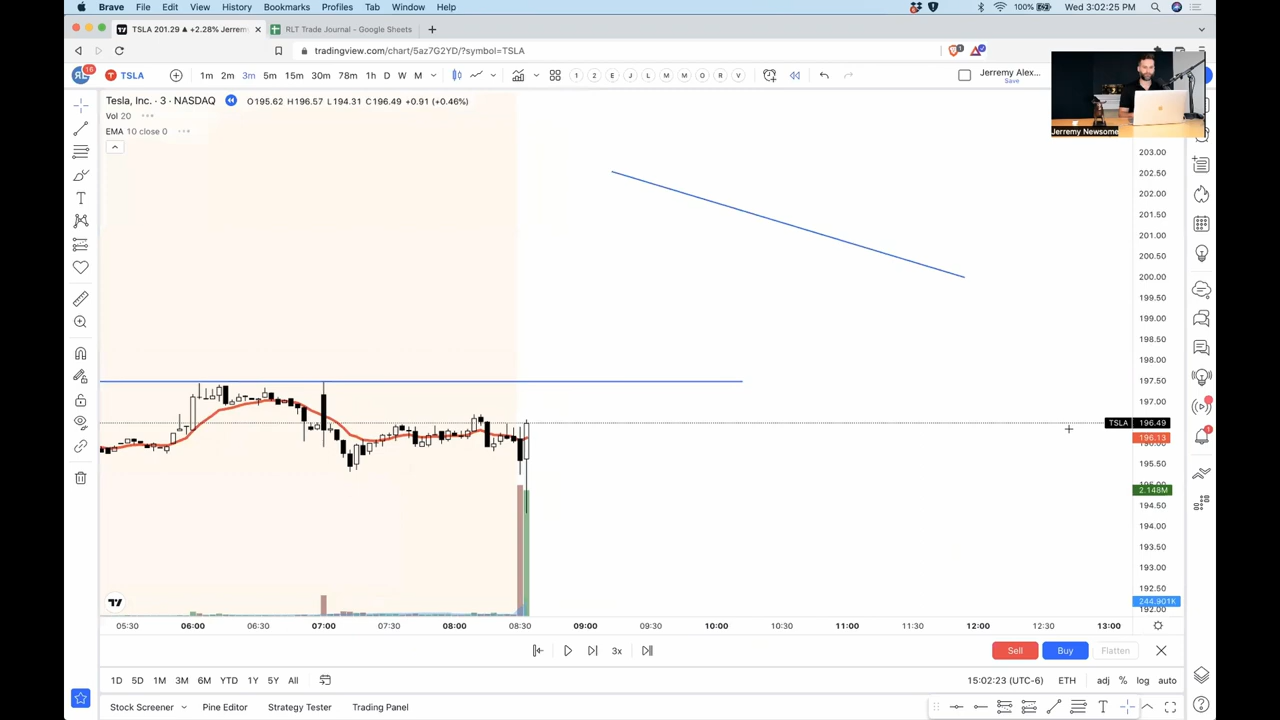 Brave File Edit View History Bookmarks Profiles Tab Window Help 100% Wed 3:02:25 PM
TSLA 201.29 ▲ +2.28% Jerrem × RLT Trade Journal - Google Sheets +
tradingview.com/chart/5az7G2YD/?symbol=TSLA
16 TSLA 1m 2m 3m 5m 15m 30m 78m 1h D W M 1 2 E J L M M O R V Jerremy Alex...
Save
Tesla, Inc. · 3 · NASDAQ O195.62 H196.57 L194.31 C196.49 +0.91 (+0.46%)
Vol 20
EMA 10 close 0
Jerremy Newsome
203.00
202.50
202.00
201.50
201.00
200.50
200.00
199.50
199.00
198.50
198.00
197.50
197.00
TSLA 196.49
196.13
195.50
2.148M
194.50
194.00
193.50
193.00
192.50
244.901K
192.00
05:30 06:00 06:30 07:00 07:30 08:00 08:30 09:00 09:30 10:00 10:30 11:00 11:30 12:00 12:30 13:00
3x Sell Buy Flatten
1D 5D 1M 3M 6M YTD 1Y 5Y All 15:02:23 (UTC-6) ETH adj % log auto
Stock Screener Pine Editor Strategy Tester Trading Panel